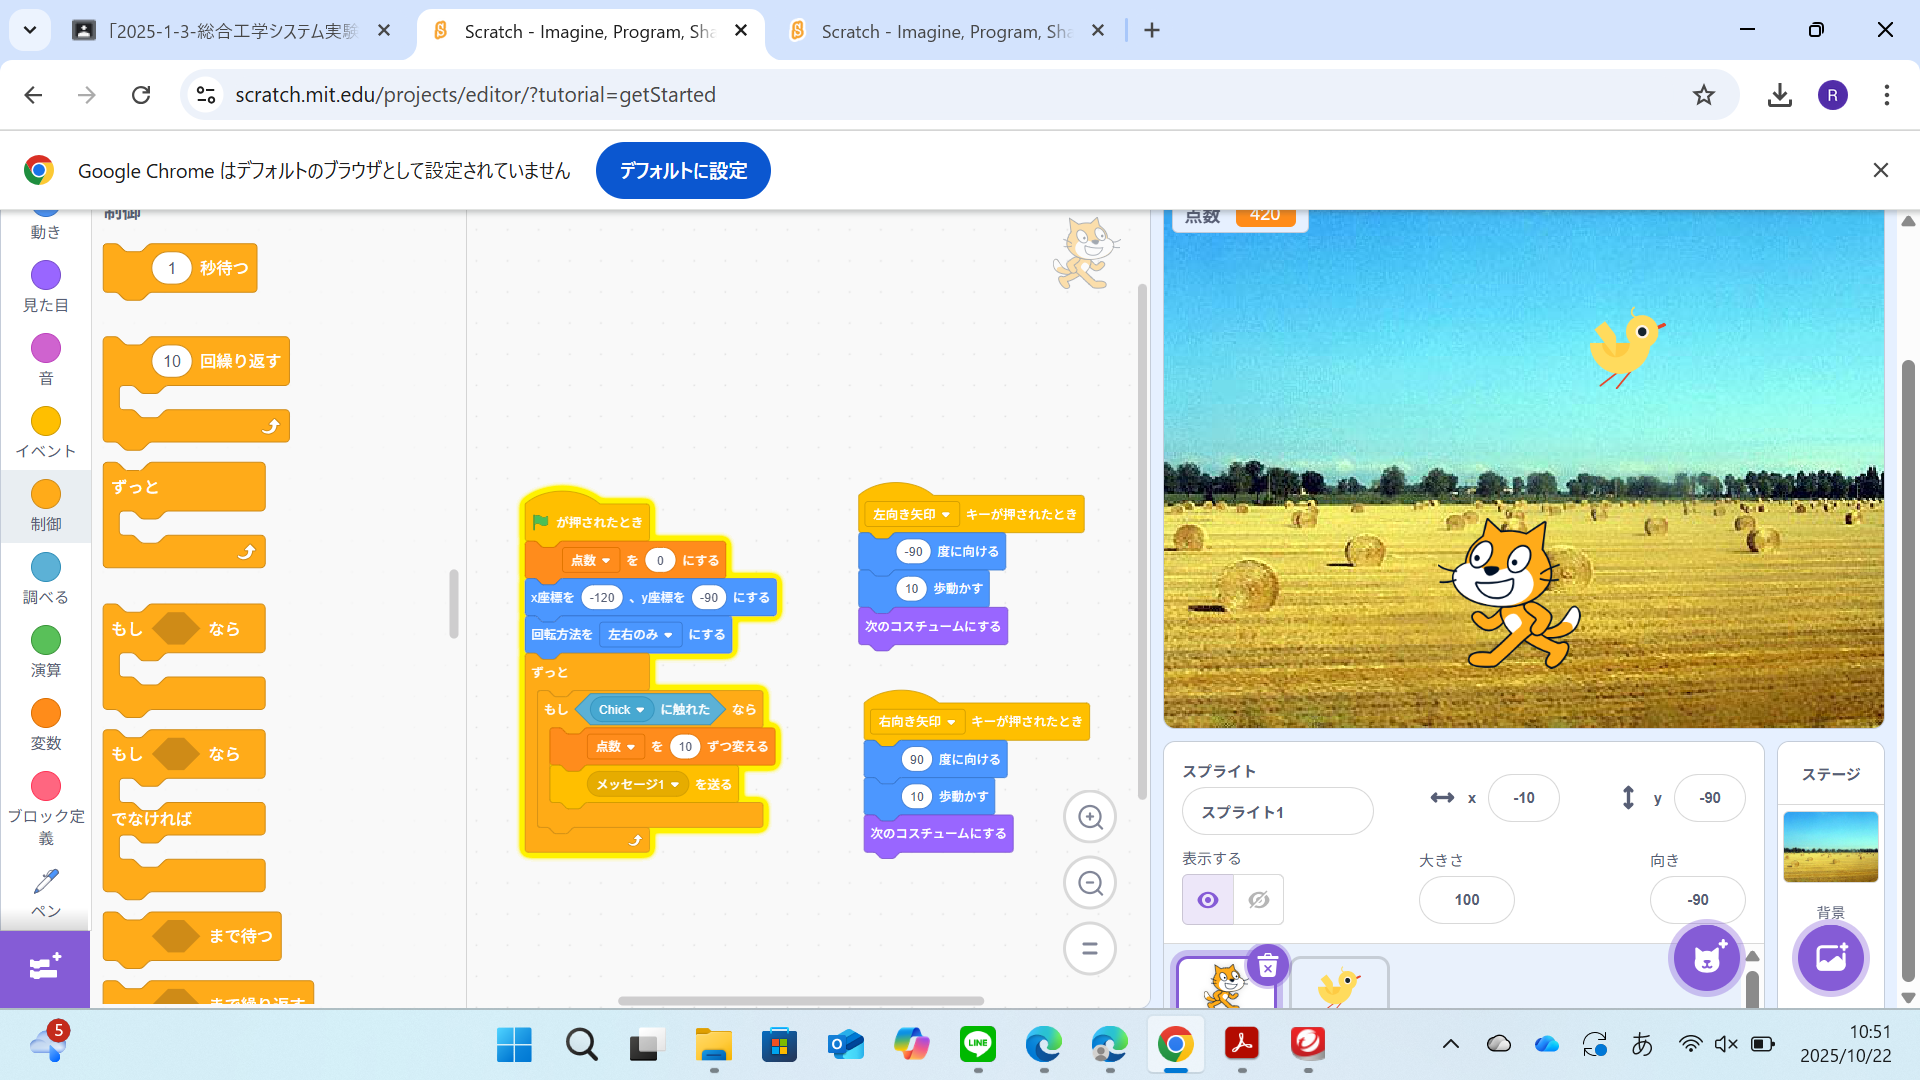 「2025-1-3-総合工学システム実験
Scratch - Imagine, Program, Sha
Scratch - Imagine, Program, Sha
scratch.mit.edu/projects/editor/?tutorial=getStarted
R
Google Chrome はデフォルトのブラウザとして設定されていません
デフォルトに設定
動き
見た目
音
イベント
制御
調べる
演算
変数
ブロック定
義
ペン
制御
1 秒待つ
10 回繰り返す
ずっと
もし なら
もし なら
でなければ
まで待つ
まで繰り返す
が押されたとき
点数 を 0 にする
x座標を -120 、y座標を -90 にする
回転方法を 左右のみ にする
ずっと
もし Chick に触れた なら
点数 を 10 ずつ変える
メッセージ1 を送る
左向き矢印 キーが押されたとき
-90 度に向ける
10 歩動かす
次のコスチュームにする
右向き矢印 キーが押されたとき
90 度に向ける
10 歩動かす
次のコスチュームにする
点数 420
スプライト
スプライト1
x -10
y -90
表示する
大きさ
100
向き
-90
ステージ
背景
5
LINE
あ
10:51
2025/10/22